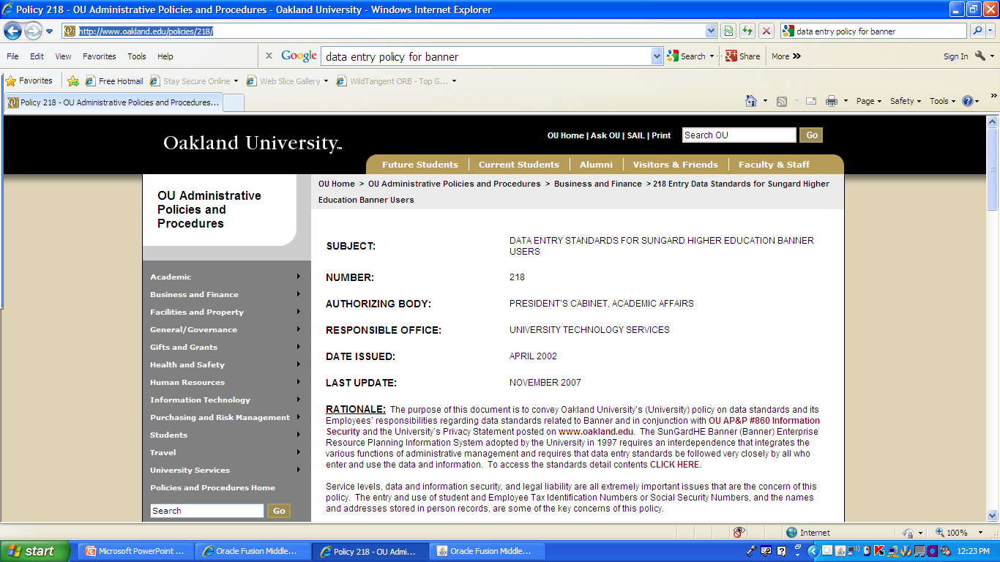 Policy 218 - OU Administrative Policies and Procedures - Oakland University - Windows Internet Explorer
http://www.oakland.edu/policies/218/
data entry policy for banner
File Edit View Favorites Tools Help
x Google data entry policy for banner Search Share More Sign In
Favorites Free Hotmail Stay Secure Online Web Slice Gallery WildTangent ORB - Top G...
Policy 218 - OU Administrative Policies and Procedures...
Page Safety Tools
Oakland University™
OU Home | Ask OU | SAIL | Print Search OU Go
Future Students Current Students Alumni Visitors & Friends Faculty & Staff
OU Administrative
Policies and
Procedures
Academic
Business and Finance
Facilities and Property
General/Governance
Gifts and Grants
Health and Safety
Human Resources
Information Technology
Purchasing and Risk Management
Students
Travel
University Services
Policies and Procedures Home
Search Go
OU Home > OU Administrative Policies and Procedures > Business and Finance > 218 Entry Data Standards for Sungard Higher
Education Banner Users
SUBJECT: DATA ENTRY STANDARDS FOR SUNGARD HIGHER EDUCATION BANNER
USERS
NUMBER: 218
AUTHORIZING BODY: PRESIDENT'S CABINET, ACADEMIC AFFAIRS
RESPONSIBLE OFFICE: UNIVERSITY TECHNOLOGY SERVICES
DATE ISSUED: APRIL 2002
LAST UPDATE: NOVEMBER 2007
RATIONALE: The purpose of this document is to convey Oakland University's (University) policy on data standards and its
Employees' responsibilities regarding data standards related to Banner and in conjunction with OU AP&P #860 Information
Security and the University's Privacy Statement posted on www.oakland.edu. The SunGardHE Banner (Banner) Enterprise
Resource Planning Information System adopted by the University in 1997 requires an interdependence that integrates the
various functions of administrative management and requires that data entry standards be followed very closely by all who
enter and use the data and information. To access the standards detail contents CLICK HERE.
Service levels, data and information security, and legal liability are all extremely important issues that are the concern of this
policy. The entry and use of student and Employee Tax Identification Numbers or Social Security Numbers, and the names
and addresses stored in person records, are some of the key concerns of this policy.
Internet 100%
start Microsoft PowerPoint ... Oracle Fusion Middle... Policy 218 - OU Admi... Oracle Fusion Middle... 12:23 PM